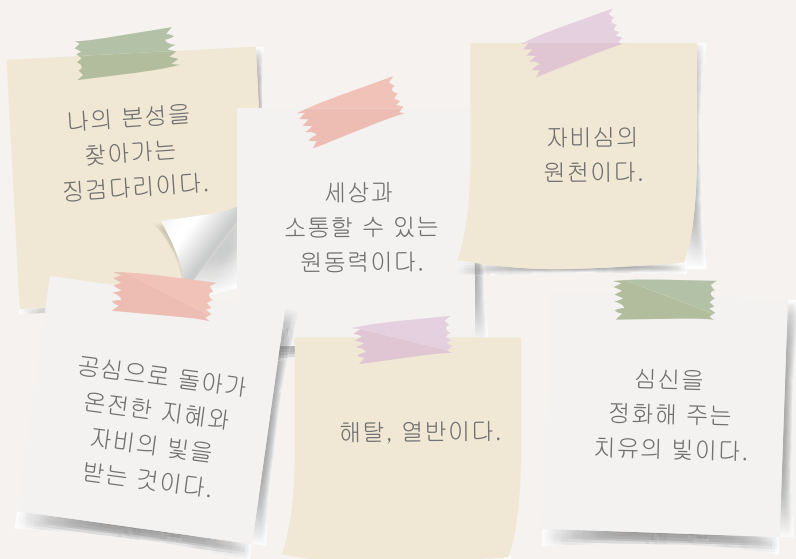 나의 본성을
찾아가는
징검다리이다.
세상과
소통할 수 있는
원동력이다.
자비심의
원천이다.
공심으로 돌아가
온전한 지혜와
자비의 빛을
받는 것이다.
해탈, 열반이다.
심신을
정화해 주는
치유의 빛이다.